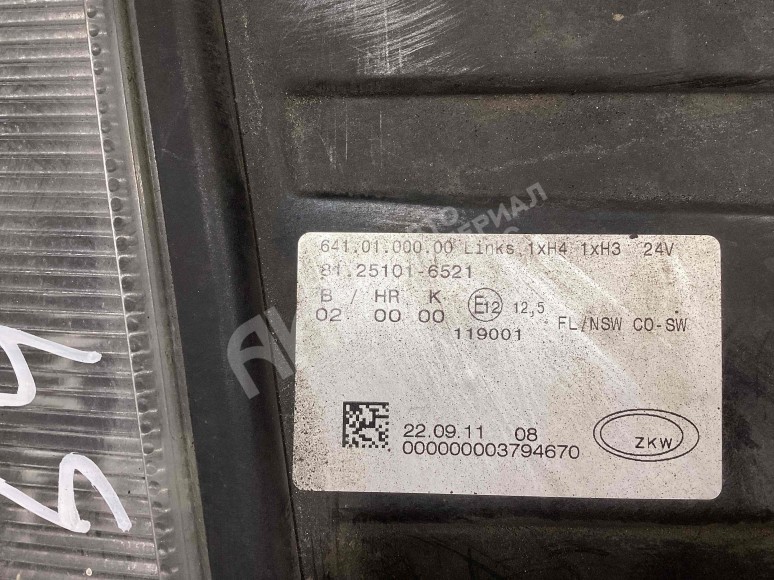 641.01.000.00 Links 1xH4 1xH3 24V
81.25101-6521
B / HR K
02 00 00 E12 12,5 FL/NSW CO-SW
119001
22.09.11 08
000000003794670
ZKW